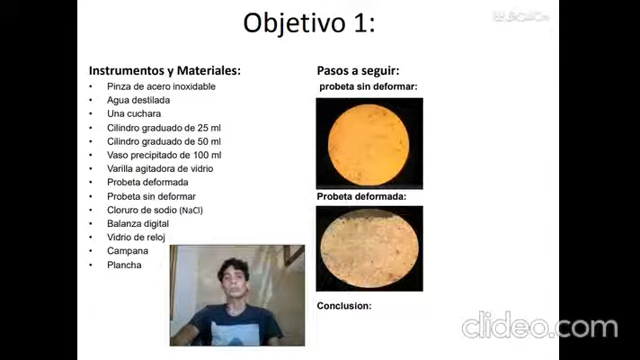 Objetivo 1:
Instrumentos y Materiales:
Pinza de acero inoxidable
Agua destilada
Una cuchara
Cilindro graduado de 25 ml
Cilindro graduado de 50 ml
Vaso precipitado de 100 ml
Varilla agitadora de vidrio
Probeta deformada
Probeta sin deformar
Cloruro de sodio (NaCl)
Balanza digital
Vidrio de reloj
Campana
Plancha
Pasos a seguir:
probeta sin deformar:
Probeta deformada:
Conclusion:
clideo.com